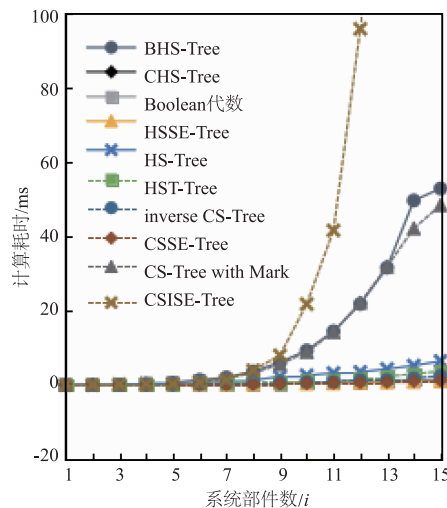 100
80
60
40
20
0
-20
计算耗时/ms
BHS-Tree
CHS-Tree
Boolean代数
HSSE-Tree
HS-Tree
HST-Tree
inverse CS-Tree
CSSE-Tree
CS-Tree with Mark
CSISE-Tree
1 3 5 7 9 11 13 15
系统部件数/i